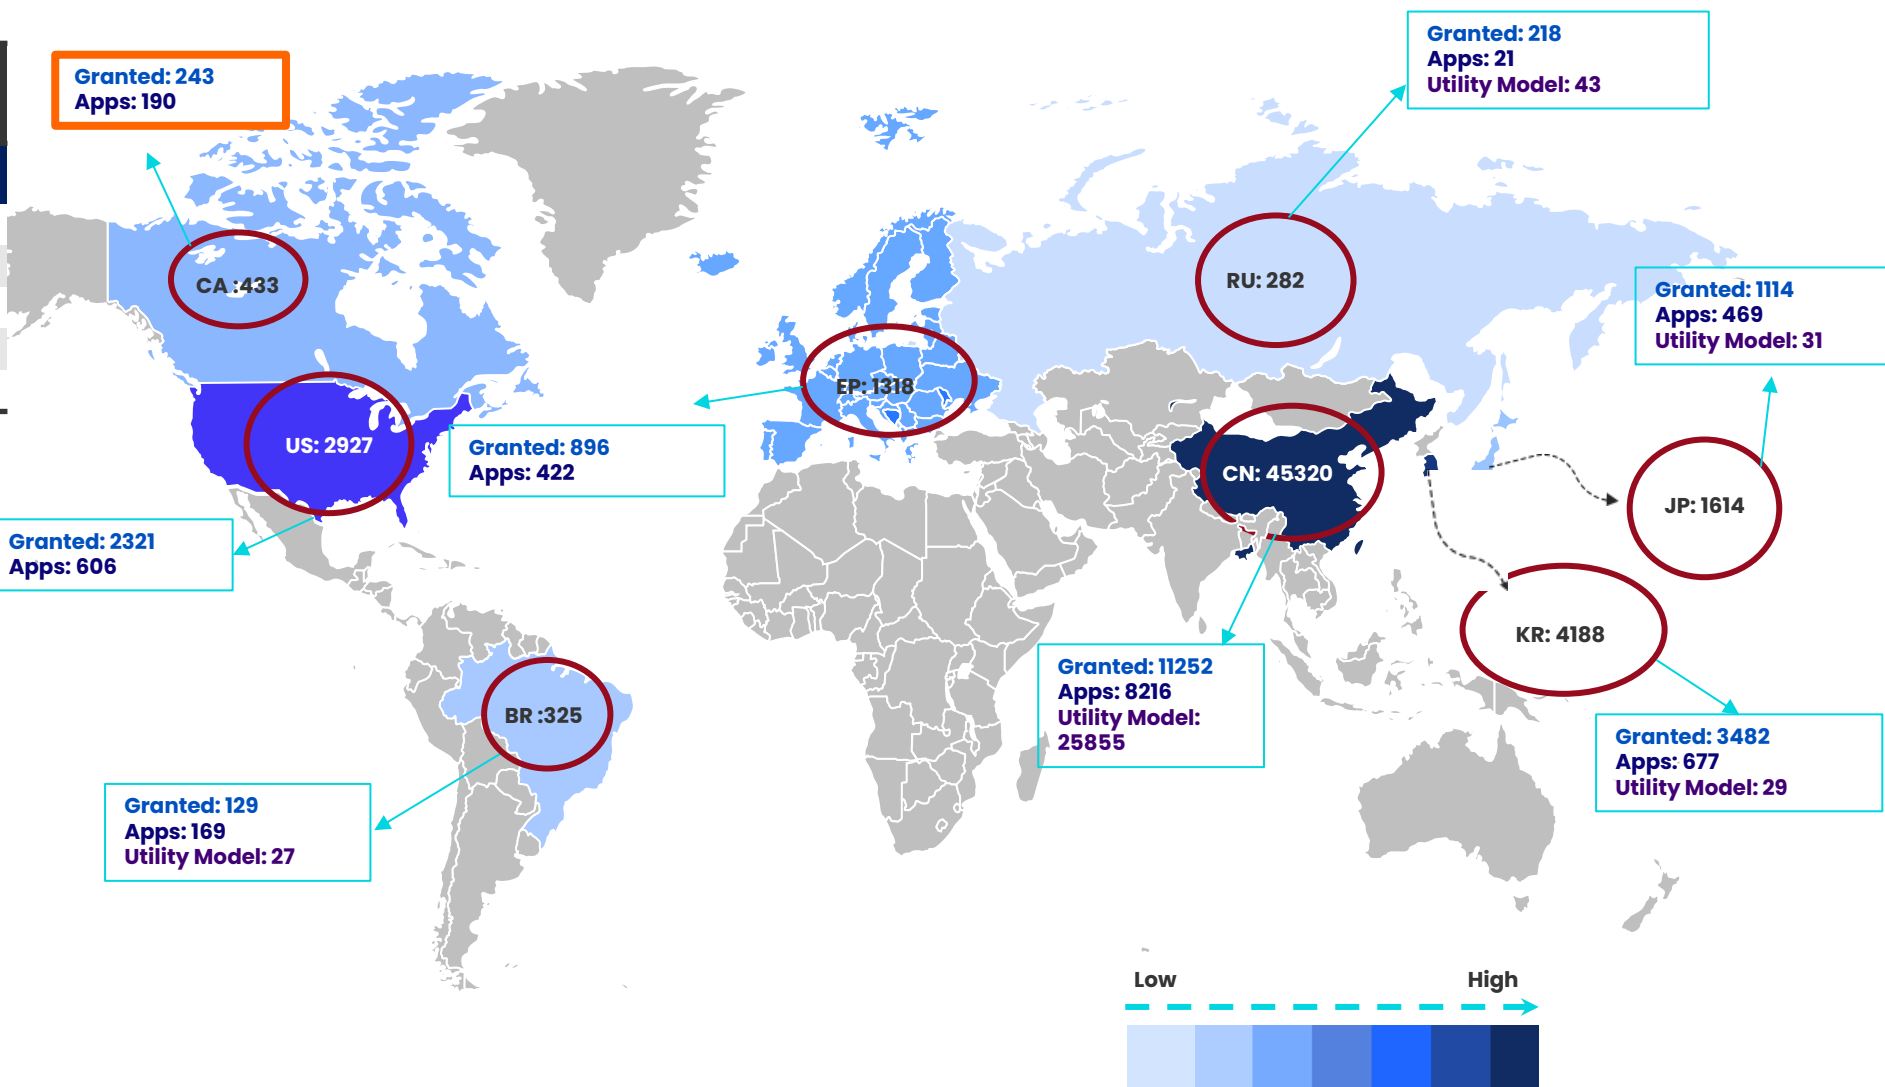 Granted: 218
Apps: 21
Utility Model: 43
Granted: 243
Apps: 190
CA :433
RU: 282
Granted: 1114
Apps: 469
Utility Model: 31
EP: 1318
US: 2927
Granted: 896
Apps: 422
CN: 45320
JP: 1614
Granted: 2321
Apps: 606
KR: 4188
Granted: 11252
Apps: 8216
Utility Model:
25855
BR :325
Granted: 3482
Apps: 677
Utility Model: 29
Granted: 129
Apps: 169
Utility Model: 27
Low
High